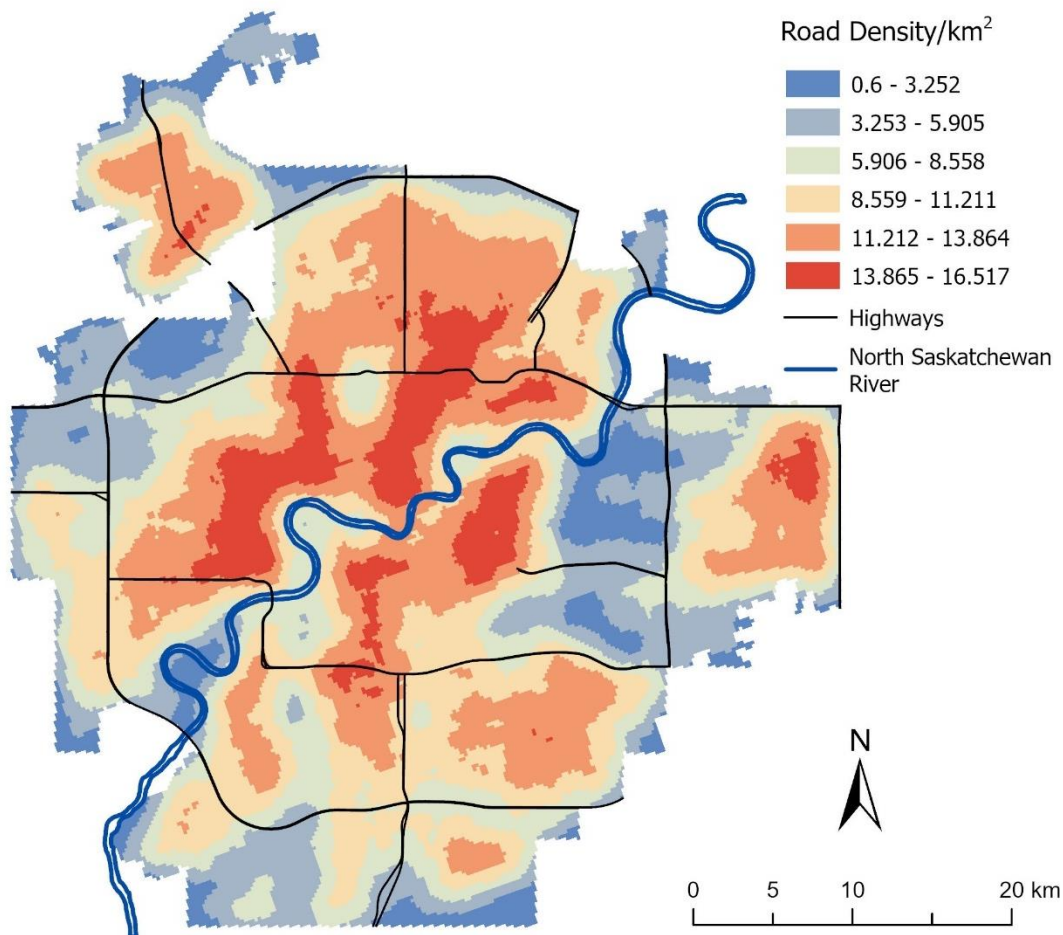 Road Density/km²
0.6 - 3.252
3.253 - 5.905
5.906 - 8.558
8.559 - 11.211
11.212 - 13.864
13.865 - 16.517
Highways
North Saskatchewan
River
N
0 5 10 20 km